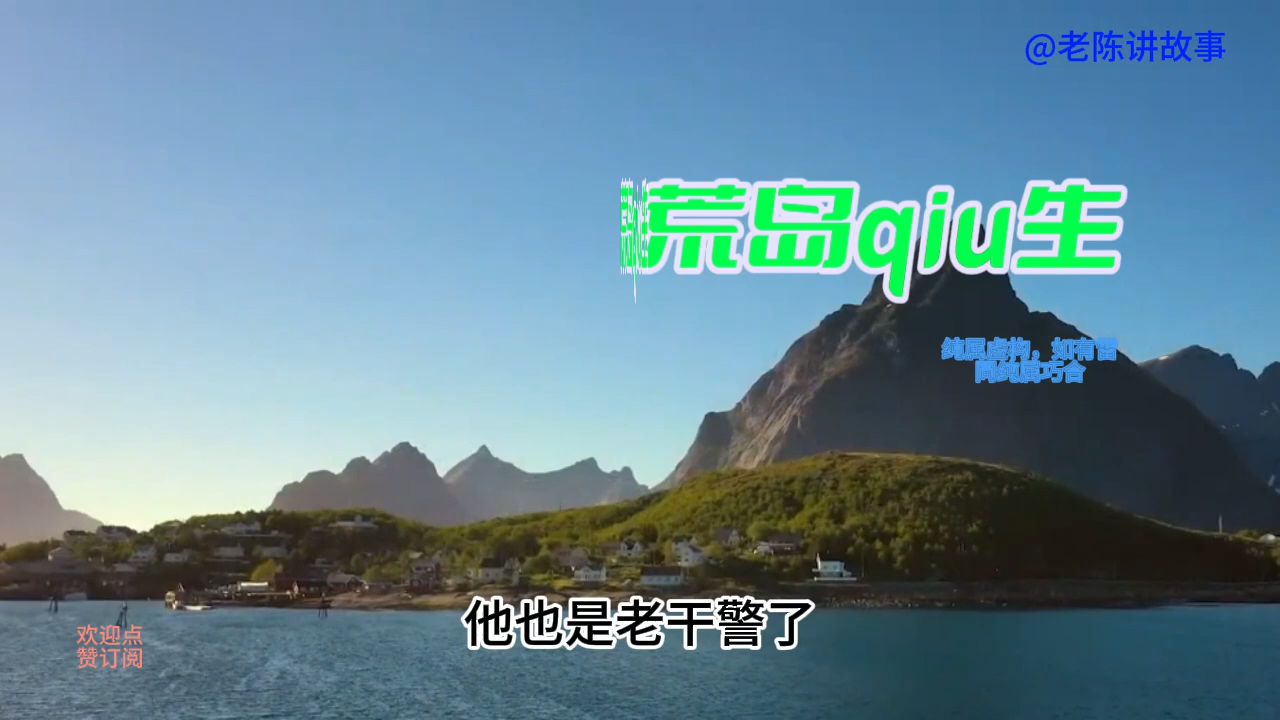 @老陈讲故事
荒岛qiu生
纯属虚构，如有雷
同纯属巧合
他也是老干警了
欢迎点
赞订阅